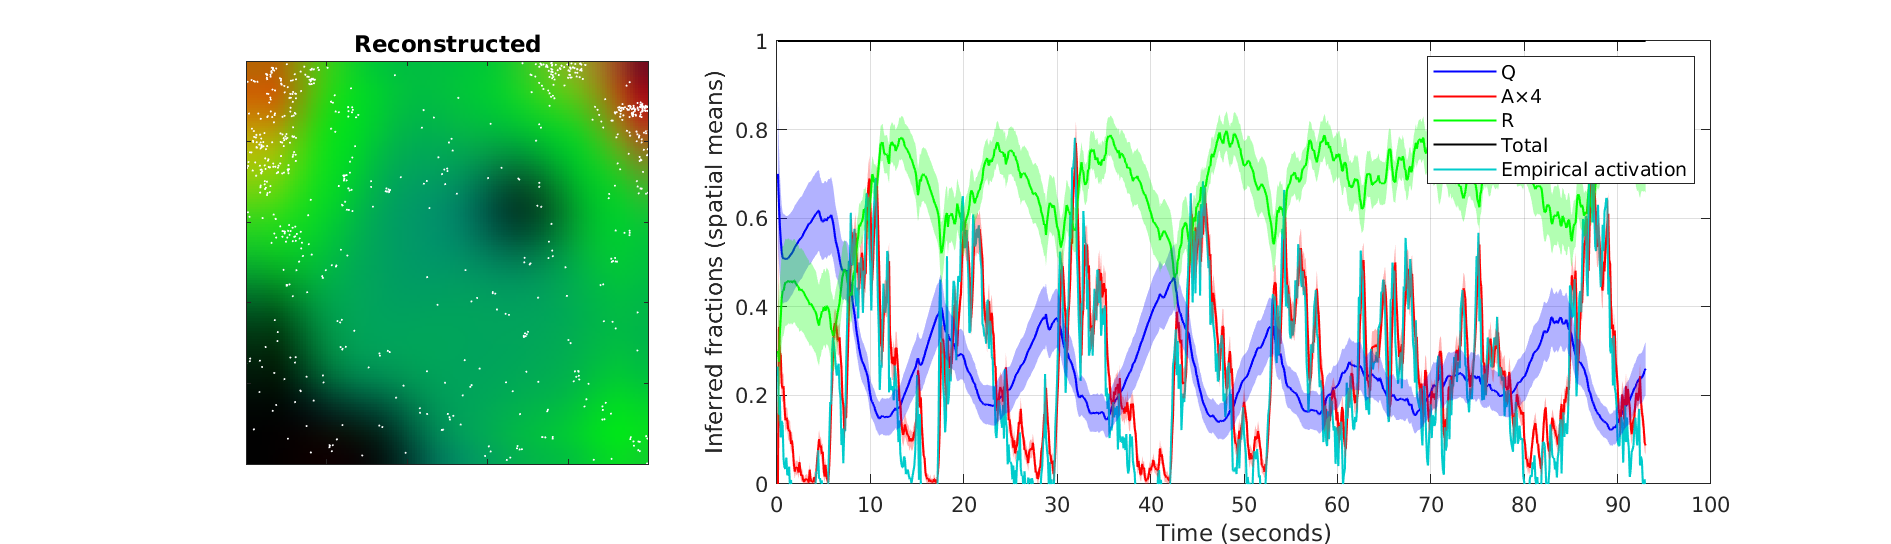 Reconstructed
Inferred fractions (spatial means)
1
0.8
0.6
0.4
0.2
0
Q
A×4
R
Total
Empirical activation
0 10 20 30 40 50 60 70 80 90 100
Time (seconds)